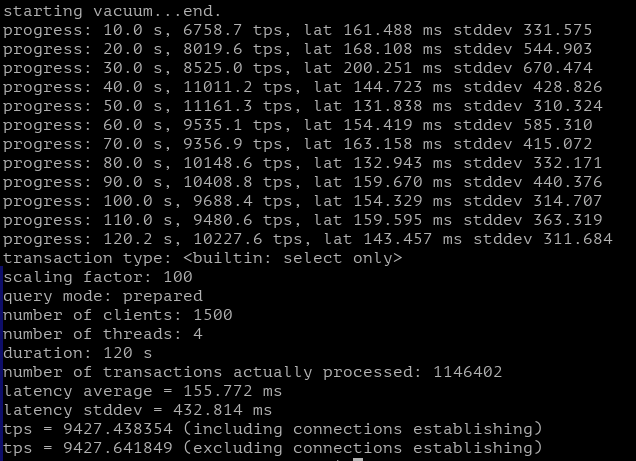 starting vacuum...end.
progress: 10.0 s, 6758.7 tps, lat 161.488 ms stddev 331.575
progress: 20.0 s, 8019.6 tps, lat 168.108 ms stddev 544.903
progress: 30.0 s, 8525.0 tps, lat 200.251 ms stddev 670.474
progress: 40.0 s, 11011.2 tps, lat 144.723 ms stddev 428.826
progress: 50.0 s, 11161.3 tps, lat 131.838 ms stddev 310.324
progress: 60.0 s, 9535.1 tps, lat 154.419 ms stddev 585.310
progress: 70.0 s, 9356.9 tps, lat 163.158 ms stddev 415.072
progress: 80.0 s, 10148.6 tps, lat 132.943 ms stddev 332.171
progress: 90.0 s, 10408.8 tps, lat 159.670 ms stddev 440.376
progress: 100.0 s, 9688.4 tps, lat 154.329 ms stddev 314.707
progress: 110.0 s, 9480.6 tps, lat 159.595 ms stddev 363.319
progress: 120.2 s, 10227.6 tps, lat 143.457 ms stddev 311.684
transaction type: <builtin: select only>
scaling factor: 100
query mode: prepared
number of clients: 1500
number of threads: 4
duration: 120 s
number of transactions actually processed: 1146402
latency average = 155.772 ms
latency stddev = 432.814 ms
tps = 9427.438354 (including connections establishing)
tps = 9427.641849 (excluding connections establishing)